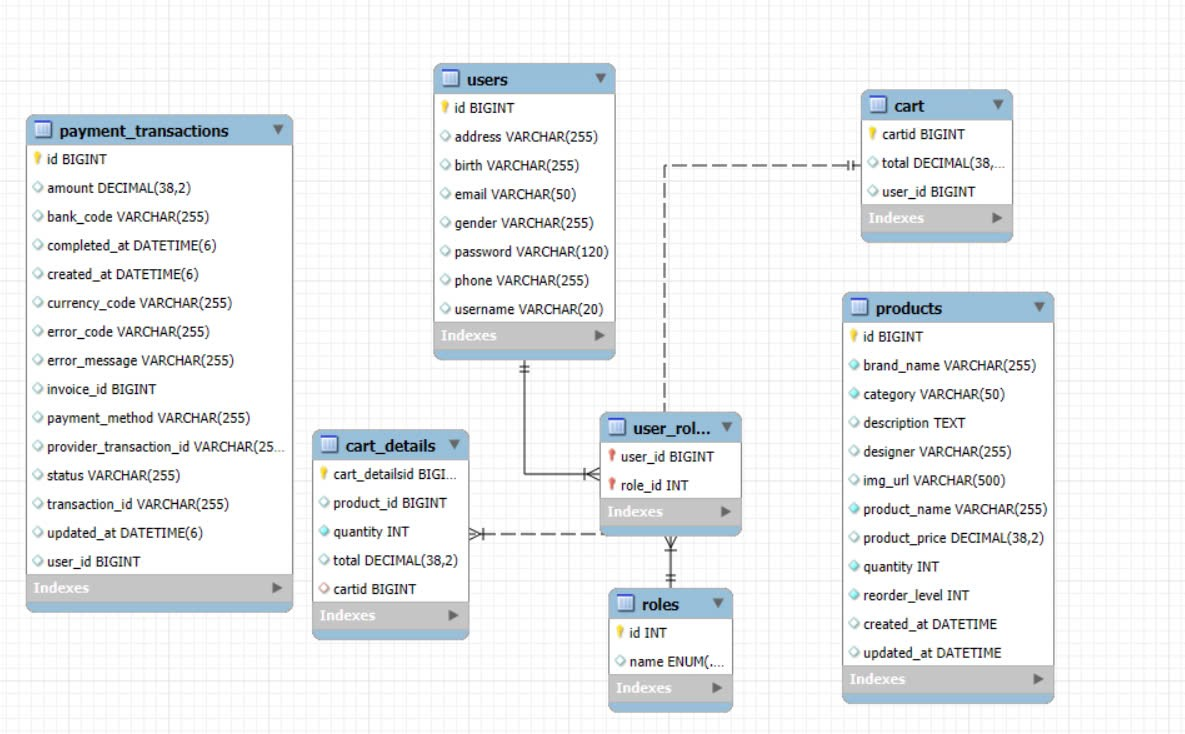 payment_transactions
id BIGINT
amount DECIMAL(38,2)
bank_code VARCHAR(255)
completed_at DATETIME(6)
created_at DATETIME(6)
currency_code VARCHAR(255)
error_code VARCHAR(255)
error_message VARCHAR(255)
invoice_id BIGINT
payment_method VARCHAR(255)
provider_transaction_id VARCHAR(25...
status VARCHAR(255)
transaction_id VARCHAR(255)
updated_at DATETIME(6)
user_id BIGINT
Indexes
users
id BIGINT
address VARCHAR(255)
birth VARCHAR(255)
email VARCHAR(50)
gender VARCHAR(255)
password VARCHAR(120)
phone VARCHAR(255)
username VARCHAR(20)
Indexes
cart_details
cart_detailsid BIGI...
product_id BIGINT
quantity INT
total DECIMAL(38,2)
cartid BIGINT
Indexes
user_rol...
user_id BIGINT
role_id INT
Indexes
roles
id INT
name ENUM(....
Indexes
cart
cartid BIGINT
total DECIMAL(38,...
user_id BIGINT
Indexes
products
id BIGINT
brand_name VARCHAR(255)
category VARCHAR(50)
description TEXT
designer VARCHAR(255)
img_url VARCHAR(500)
product_name VARCHAR(255)
product_price DECIMAL(38,2)
quantity INT
reorder_level INT
created_at DATETIME
updated_at DATETIME
Indexes